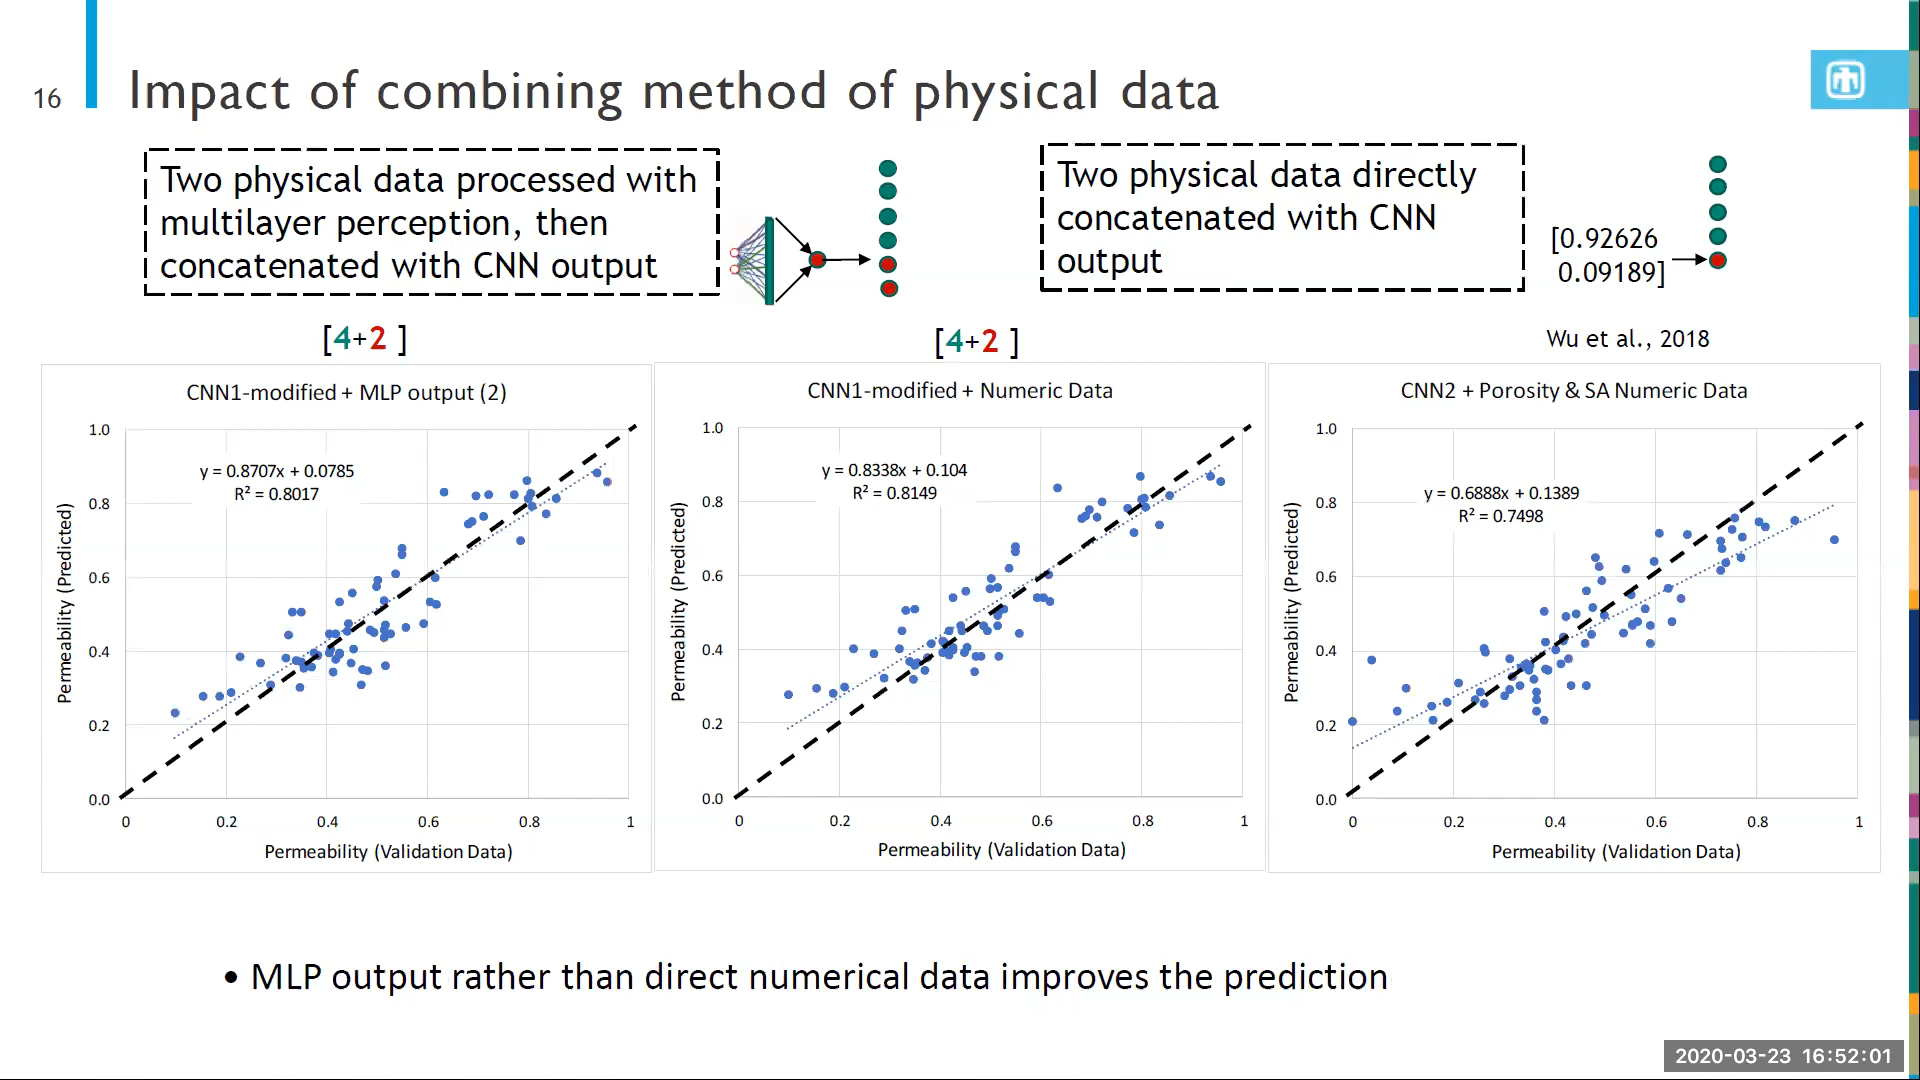 16
Impact of combining method of physical data
Two physical data processed with
multilayer perception, then
concatenated with CNN output
Two physical data directly
concatenated with CNN
output
[0.92626
0.09189]
[4+2 ]
[4+2 ]
Wu et al., 2018
CNN1-modified + MLP output (2)
y = 0.8707x + 0.0785
R² = 0.8017
1.0
0.8
0.6
0.4
0.2
0.0
0 0.2 0.4 0.6 0.8 1
Permeability (Predicted)
Permeability (Validation Data)
CNN1-modified + Numeric Data
y = 0.8338x + 0.104
R² = 0.8149
1.0
0.8
0.6
0.4
0.2
0.0
0 0.2 0.4 0.6 0.8 1
Permeability (Predicted)
Permeability (Validation Data)
CNN2 + Porosity & SA Numeric Data
y = 0.6888x + 0.1389
R² = 0.7498
1.0
0.8
0.6
0.4
0.2
0.0
0 0.2 0.4 0.6 0.8 1
Permeability (Predicted)
Permeability (Validation Data)
• MLP output rather than direct numerical data improves the prediction
2020-03-23 16:52:01